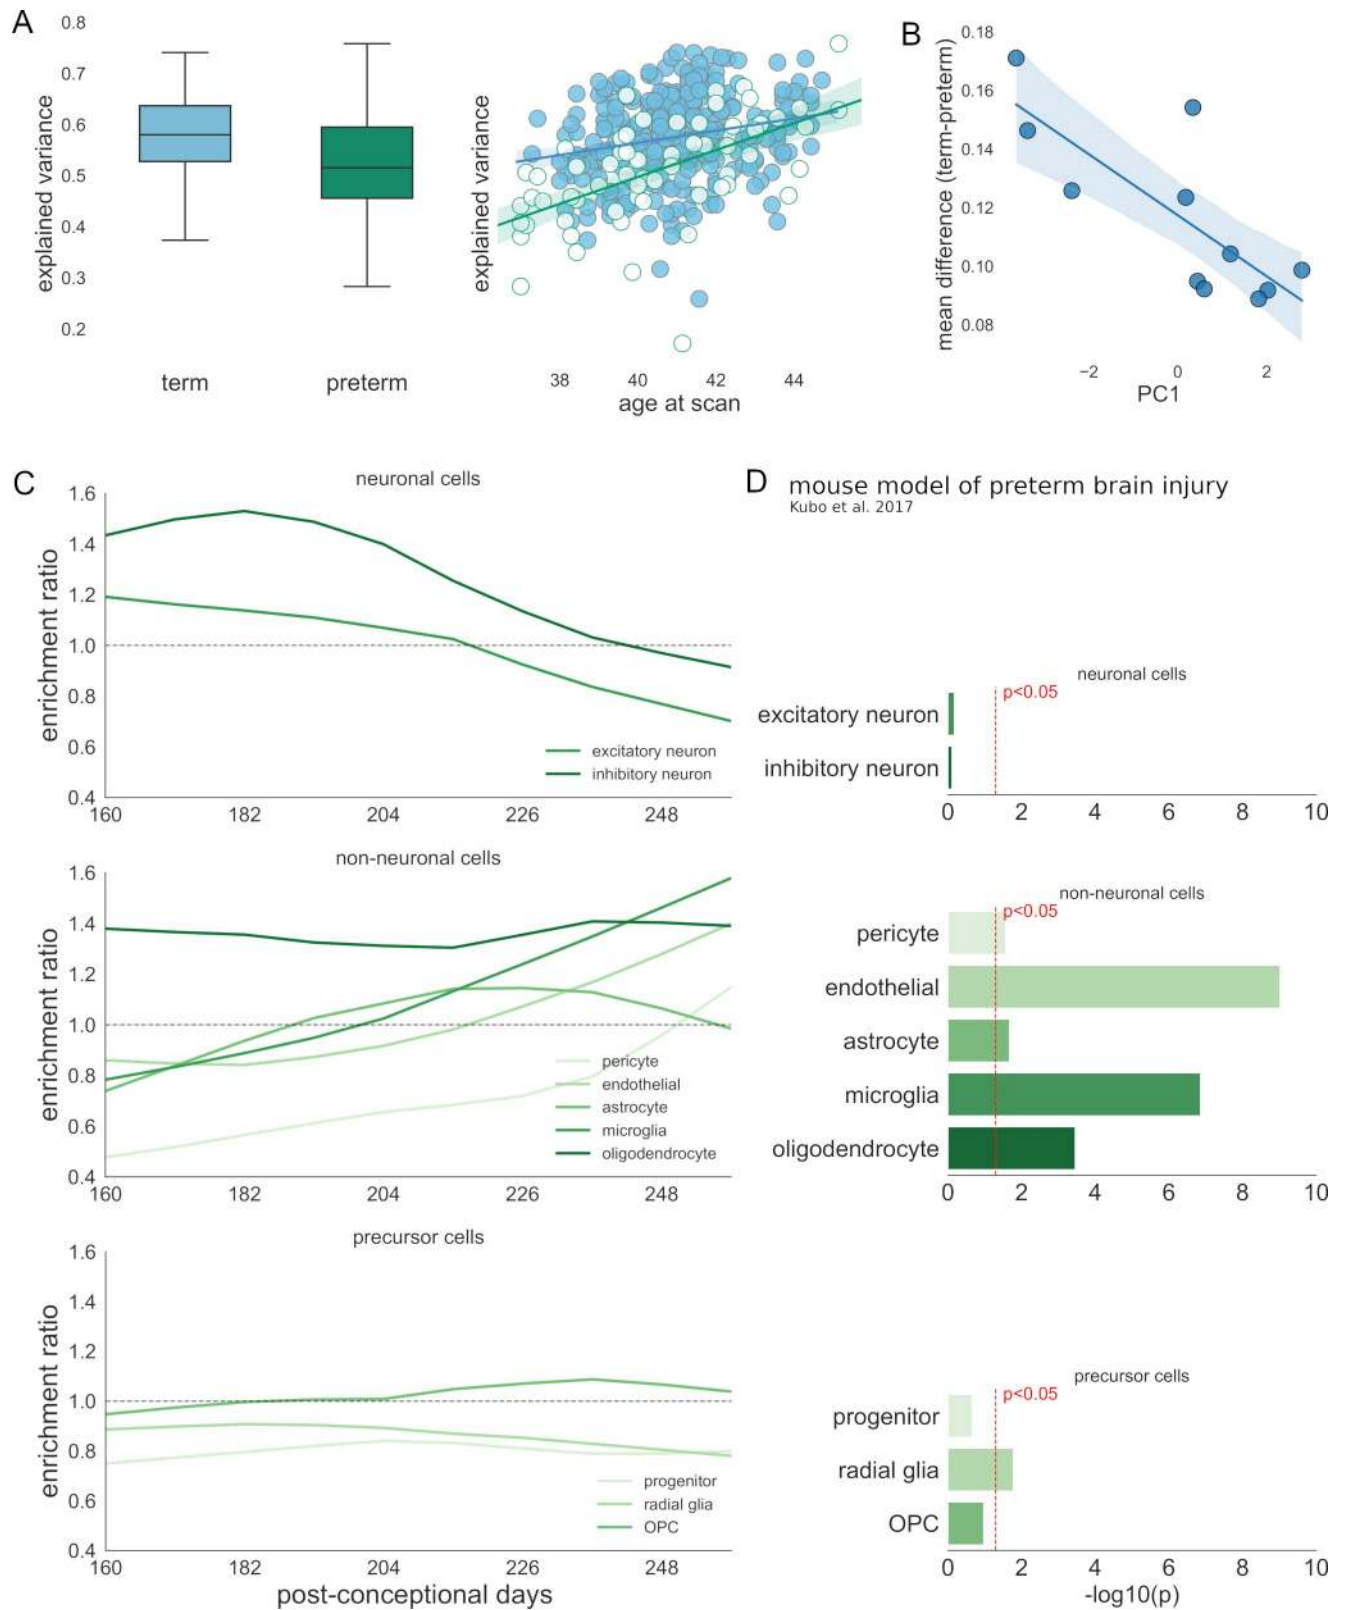 A
0.8
0.7
0.6
0.5
0.4
0.3
0.2
explained variance
term
preterm
explained variance
38
40
42
44
age at scan
B
0.18
0.16
0.14
0.12
0.10
0.08
mean difference (term-preterm)
−2
0
2
PC1
C
neuronal cells
1.6
1.4
1.2
1.0
0.8
0.6
0.4
enrichment ratio
excitatory neuron
inhibitory neuron
160
182
204
226
248
non-neuronal cells
1.6
1.4
1.2
1.0
0.8
0.6
0.4
enrichment ratio
pericyte
endothelial
astrocyte
microglia
oligodendrocyte
160
182
204
226
248
precursor cells
1.6
1.4
1.2
1.0
0.8
0.6
0.4
enrichment ratio
progenitor
radial glia
OPC
160
182
204
226
248
post-conceptional days
D
mouse model of preterm brain injury
Kubo et al. 2017
neuronal cells
p<0.05
excitatory neuron
inhibitory neuron
0
2
4
6
8
10
non-neuronal cells
p<0.05
pericyte
endothelial
astrocyte
microglia
oligodendrocyte
0
2
4
6
8
10
precursor cells
p<0.05
progenitor
radial glia
OPC
0
2
4
6
8
10
-log10(p)